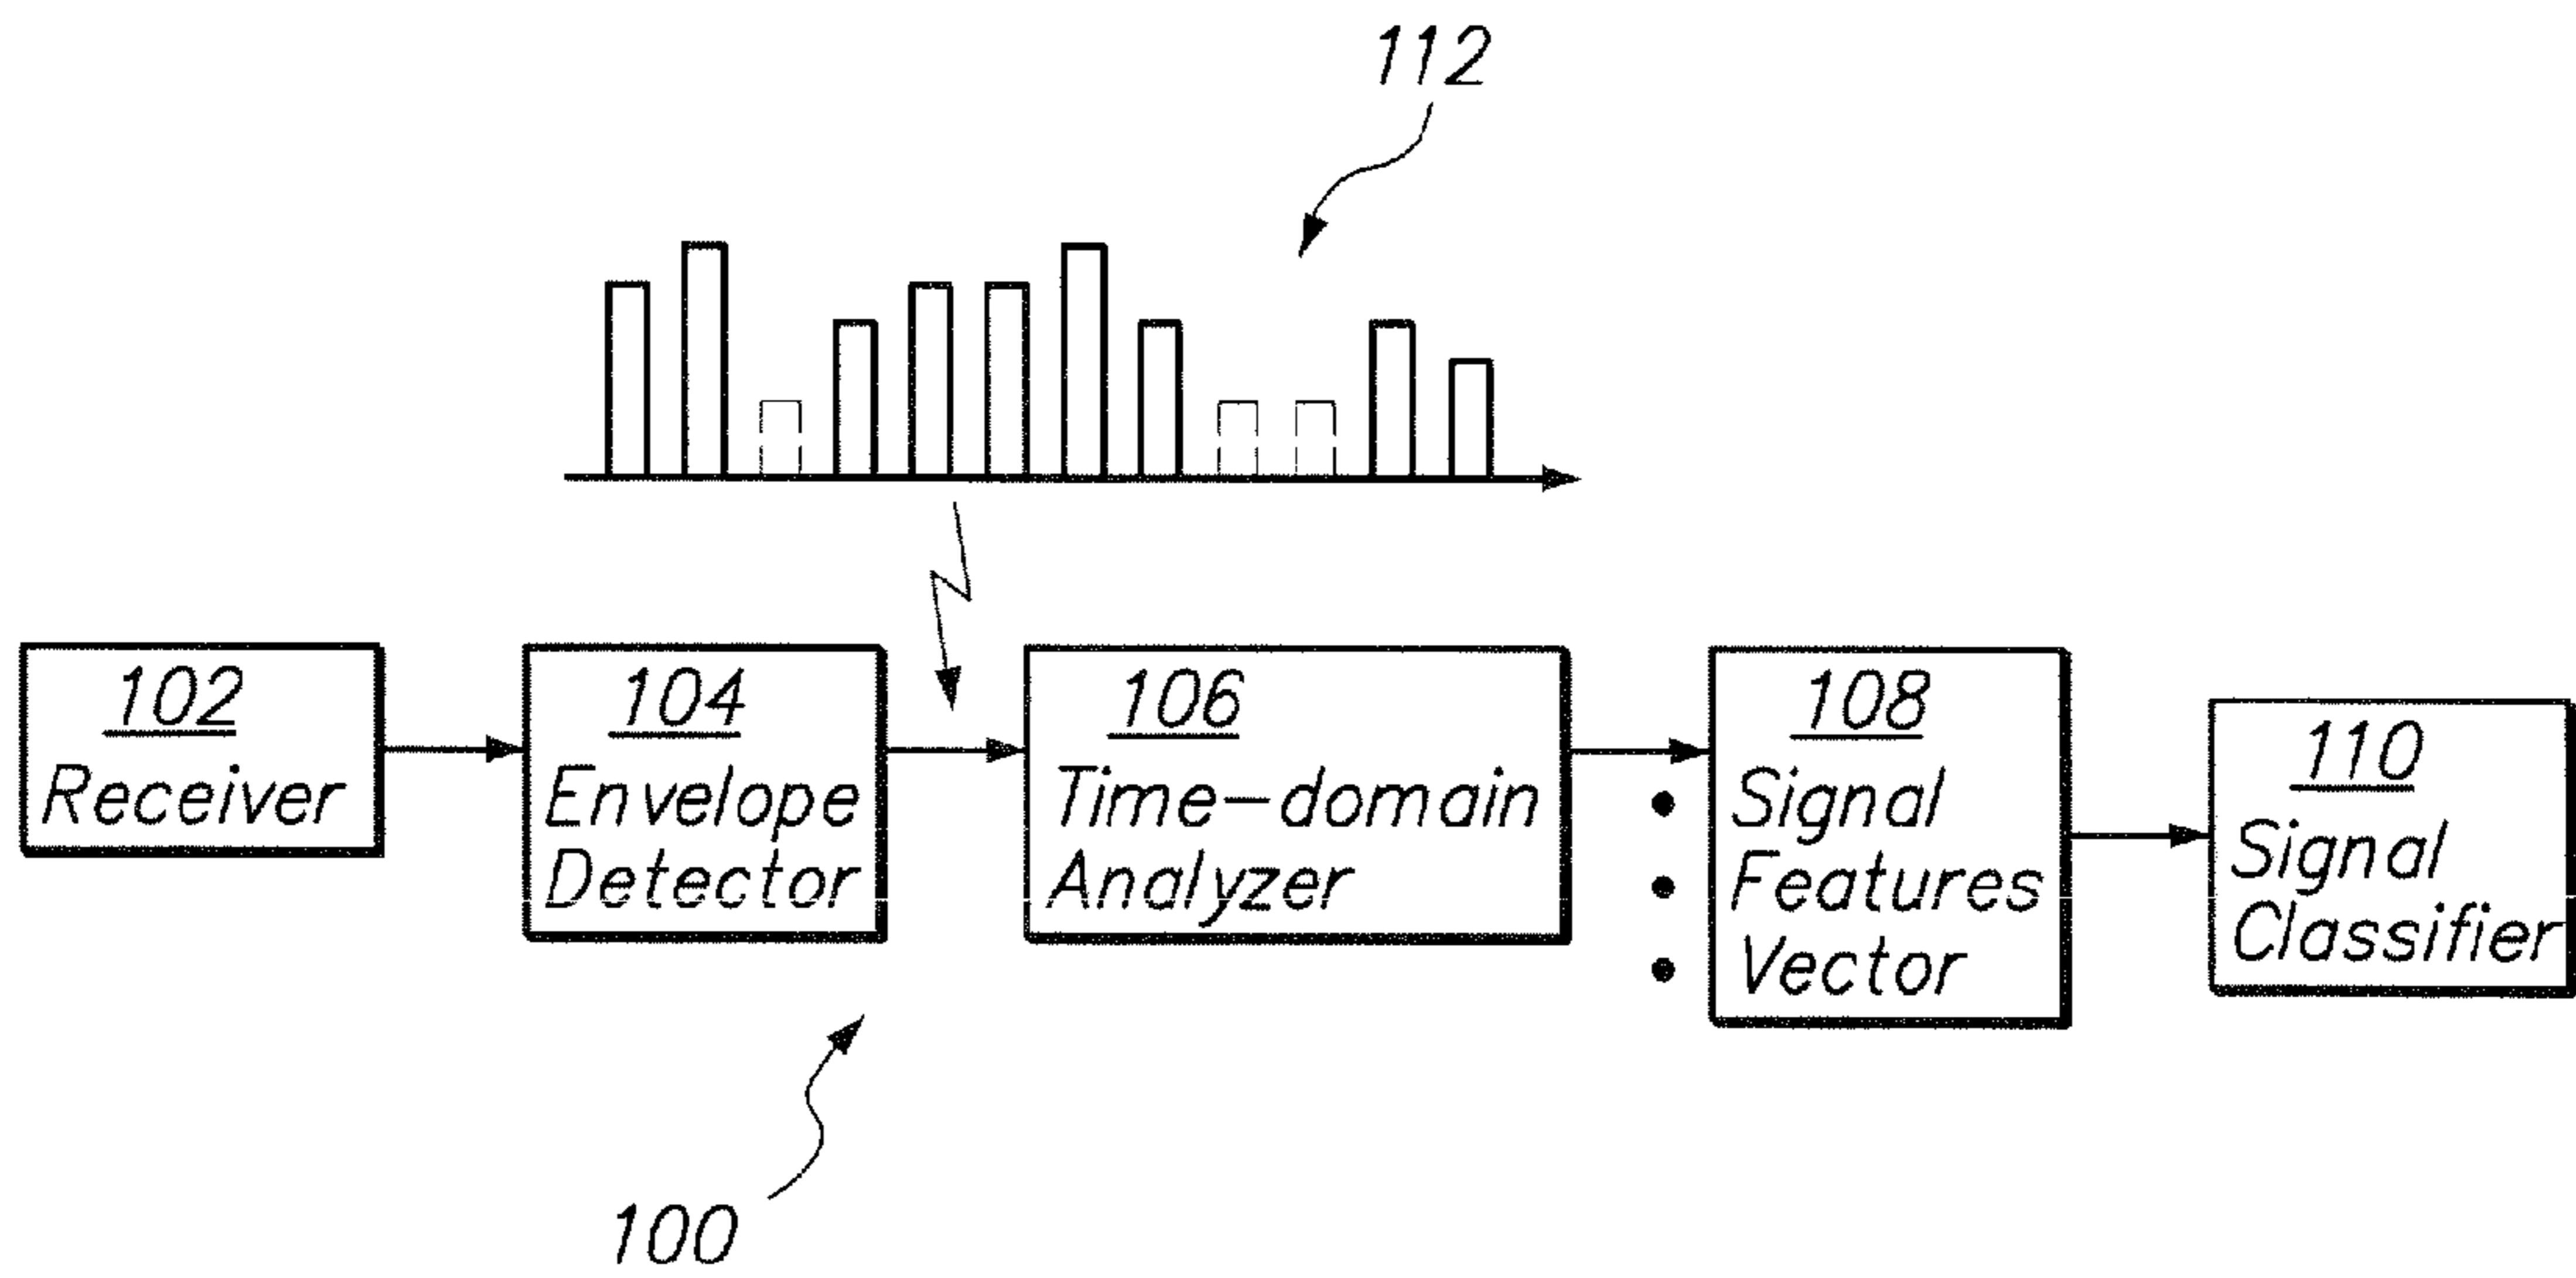 112
102
Receiver
104
Envelope
Detector
106
Time-domain
Analyzer
108
• Signal
• Features
• Vector
110
Signal
Classifier
100